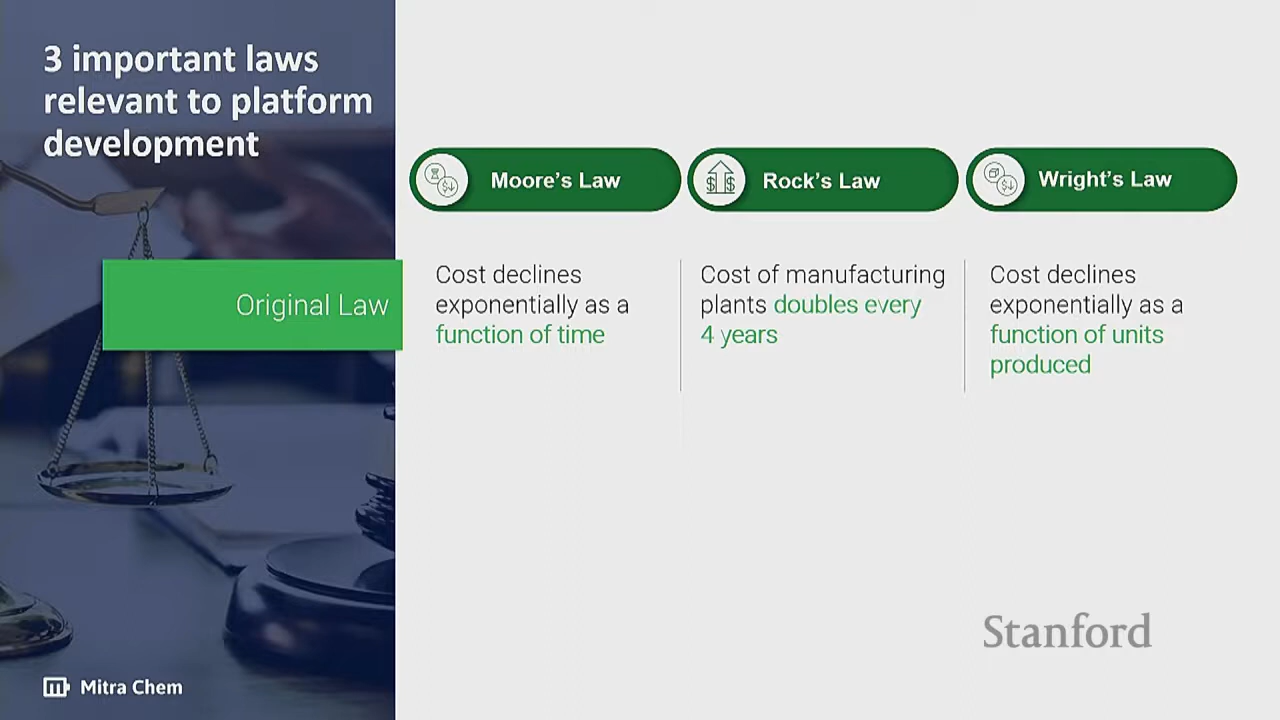 3 important laws
relevant to platform
development
Moore's Law
Rock's Law
Wright's Law
Original Law
Cost declines
exponentially as a
function of time
Cost of manufacturing
plants doubles every
4 years
Cost declines
exponentially as a
function of units
produced
Stanford
Mitra Chem